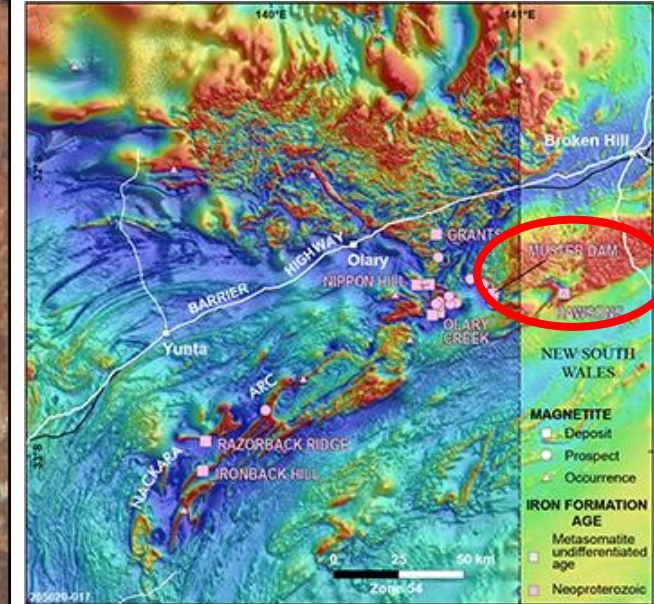 140°E
141°E
Broken Hill
32°S
GRANTS
MUSTER DAM
BARRIER HIGHWAY
Olary
NIPPON HILL
HAWSONS
OLARY
CREEK
Yunta
NEW SOUTH
WALES
NACKARA ARC
33°S
RAZORBACK RIDGE
IRONBACK HILL
MAGNETITE
Deposit
Prospect
Occurrence
IRON FORMATION
AGE
Metasomatite
undifferentiated
age
Neoproterozoic
0 25 50 km
Zone 54
205020-017